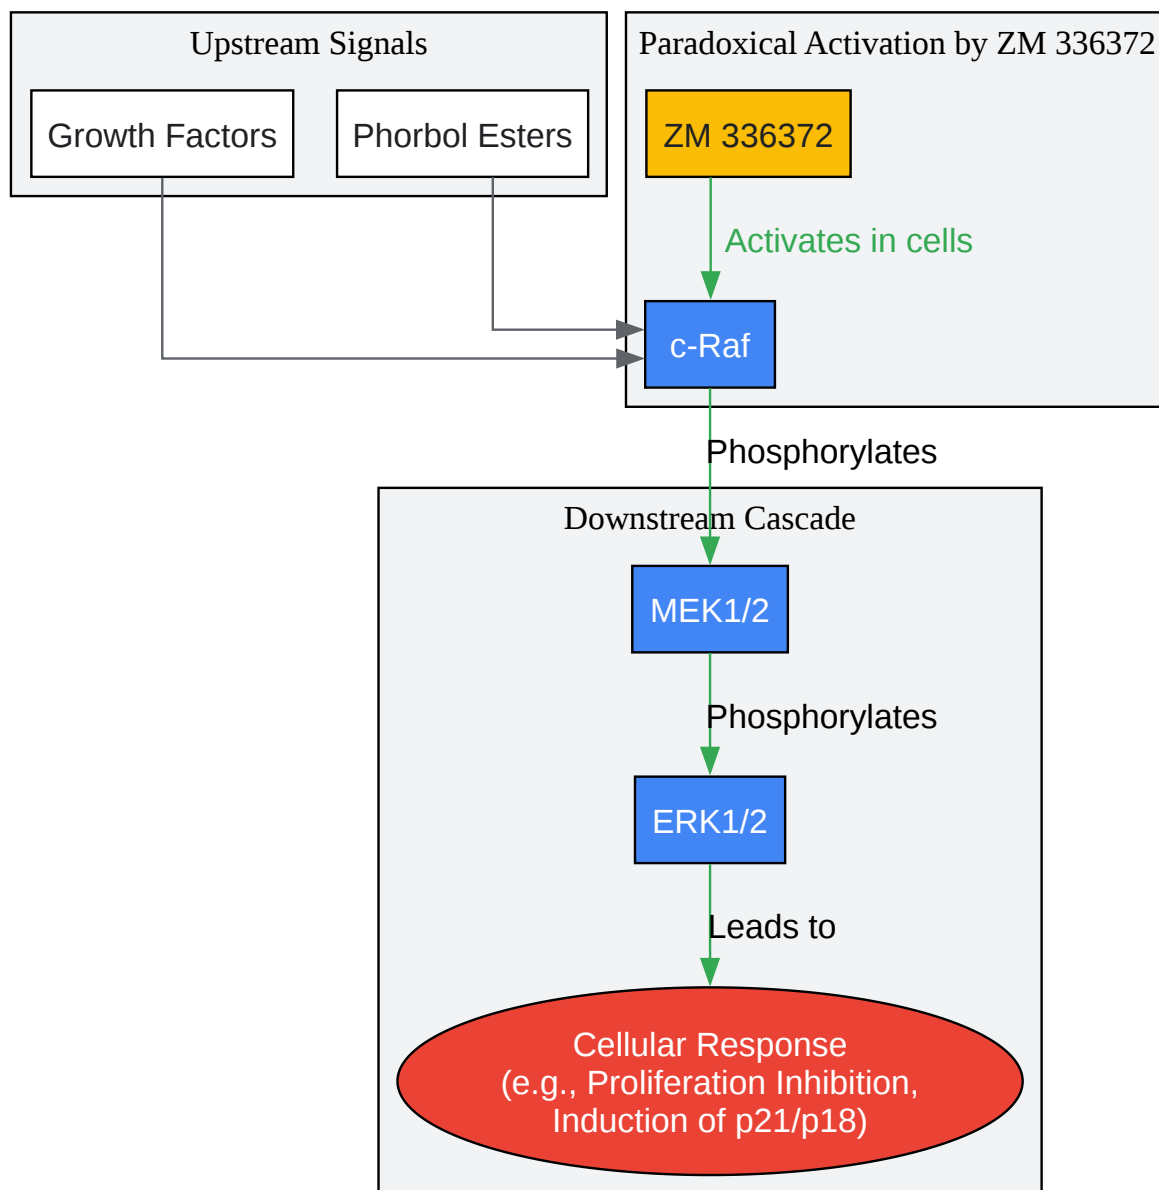 Upstream Signals
Paradoxical Activation by ZM 336372
Growth Factors
Phorbol Esters
ZM 336372
Activates in cells
c-Raf
Phosphorylates
Downstream Cascade
MEK1/2
Phosphorylates
ERK1/2
Leads to
Cellular Response
(e.g., Proliferation Inhibition,
Induction of p21/p18)